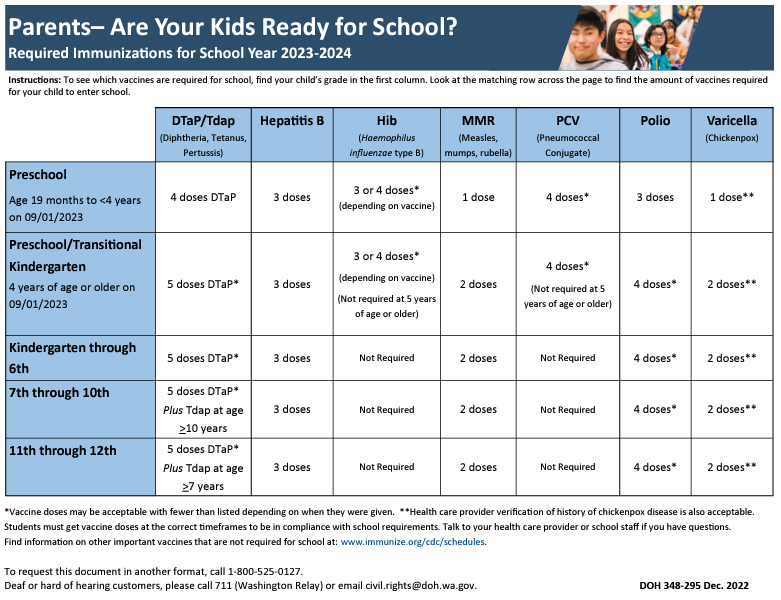 Parents– Are Your Kids Ready for School?
Required Immunizations for School Year 2023-2024
Instructions: To see which vaccines are required for school, find your child's grade in the first column. Look at the matching row across the page to find the amount of vaccines required
for your child to enter school.
DTaP/Tdap
(Diphtheria, Tetanus,
Pertussis)
Hepatitis B
Hib
(Haemophilus
influenzae type B)
MMR
(Measles,
mumps, rubella)
PCV
(Pneumococcal
Conjugate)
Polio
Varicella
(Chickenpox)
Preschool
Age 19 months to <4 years
on 09/01/2023
4 doses DTaP
3 doses
3 or 4 doses*
(depending on vaccine)
1 dose
4 doses*
3 doses
1 dose**
Preschool/Transitional
Kindergarten
4 years of age or older on
09/01/2023
5 doses DTaP*
3 doses
3 or 4 doses*
(depending on vaccine)
(Not required at 5 years
of age or older)
2 doses
4 doses*
(Not required at 5
years of age or older)
4 doses*
2 doses**
Kindergarten through
6th
5 doses DTaP*
3 doses
Not Required
2 doses
Not Required
4 doses*
2 doses**
7th through 10th
5 doses DTaP*
Plus Tdap at age
>10 years
3 doses
Not Required
2 doses
Not Required
4 doses*
2 doses**
11th through 12th
5 doses DTaP*
Plus Tdap at age
>7 years
3 doses
Not Required
2 doses
Not Required
4 doses*
2 doses**
*Vaccine doses may be acceptable with fewer than listed depending on when they were given. **Health care provider verification of history of chickenpox disease is also acceptable.
Students must get vaccine doses at the correct timeframes to be in compliance with school requirements. Talk to your health care provider or school staff if you have questions.
Find information on other important vaccines that are not required for school at: www.immunize.org/cdc/schedules.
To request this document in another format, call 1-800-525-0127.
Deaf or hard of hearing customers, please call 711 (Washington Relay) or email civil.rights@doh.wa.gov.
DOH 348-295 Dec. 2022